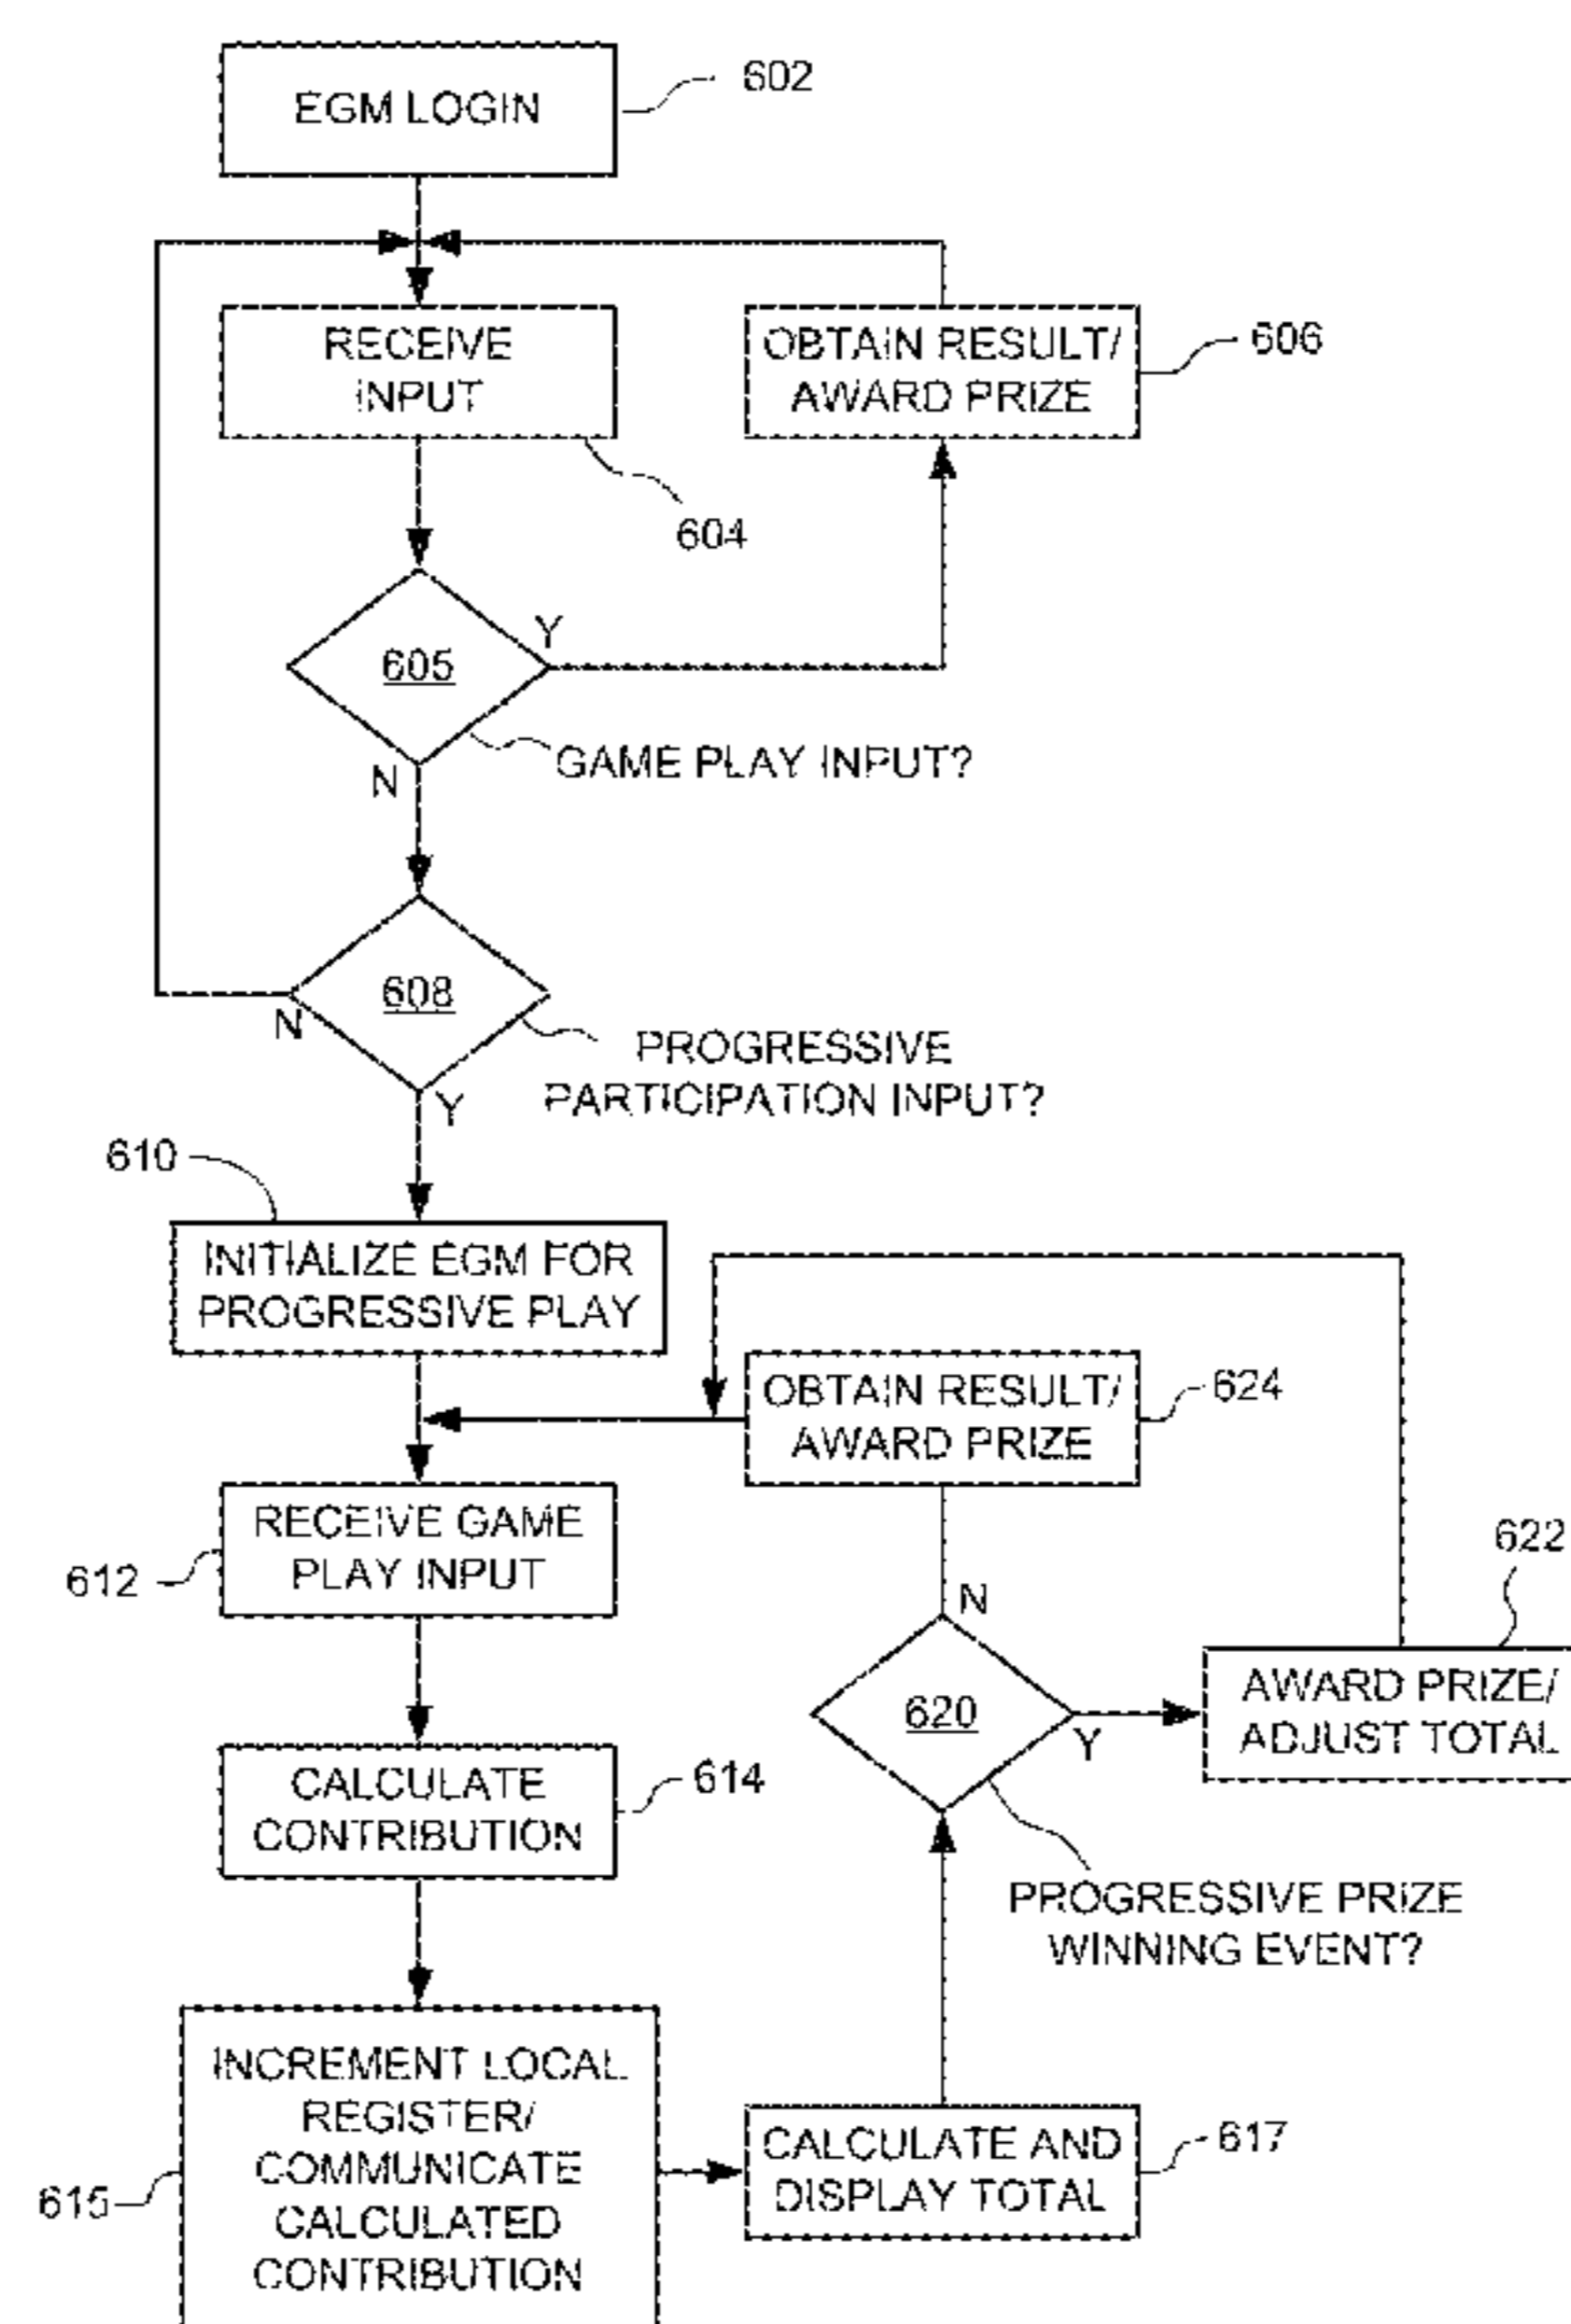 EGM LOGIN
602
RECEIVE
INPUT
604
OBTAIN RESULT/
AWARD PRIZE
606
605
Y
N
GAME PLAY INPUT?
608
N
Y
PROGRESSIVE
PARTICIPATION INPUT?
610
INITIALIZE EGM FOR
PROGRESSIVE PLAY
OBTAIN RESULT/
AWARD PRIZE
624
RECEIVE GAME
PLAY INPUT
612
622
N
620
Y
AWARD PRIZE/
ADJUST TOTAL
CALCULATE
CONTRIBUTION
614
PROGRESSIVE PRIZE
WINNING EVENT?
INCREMENT LOCAL
REGISTER/
COMMUNICATE
CALCULATED
CONTRIBUTION
615
CALCULATE AND
DISPLAY TOTAL
617